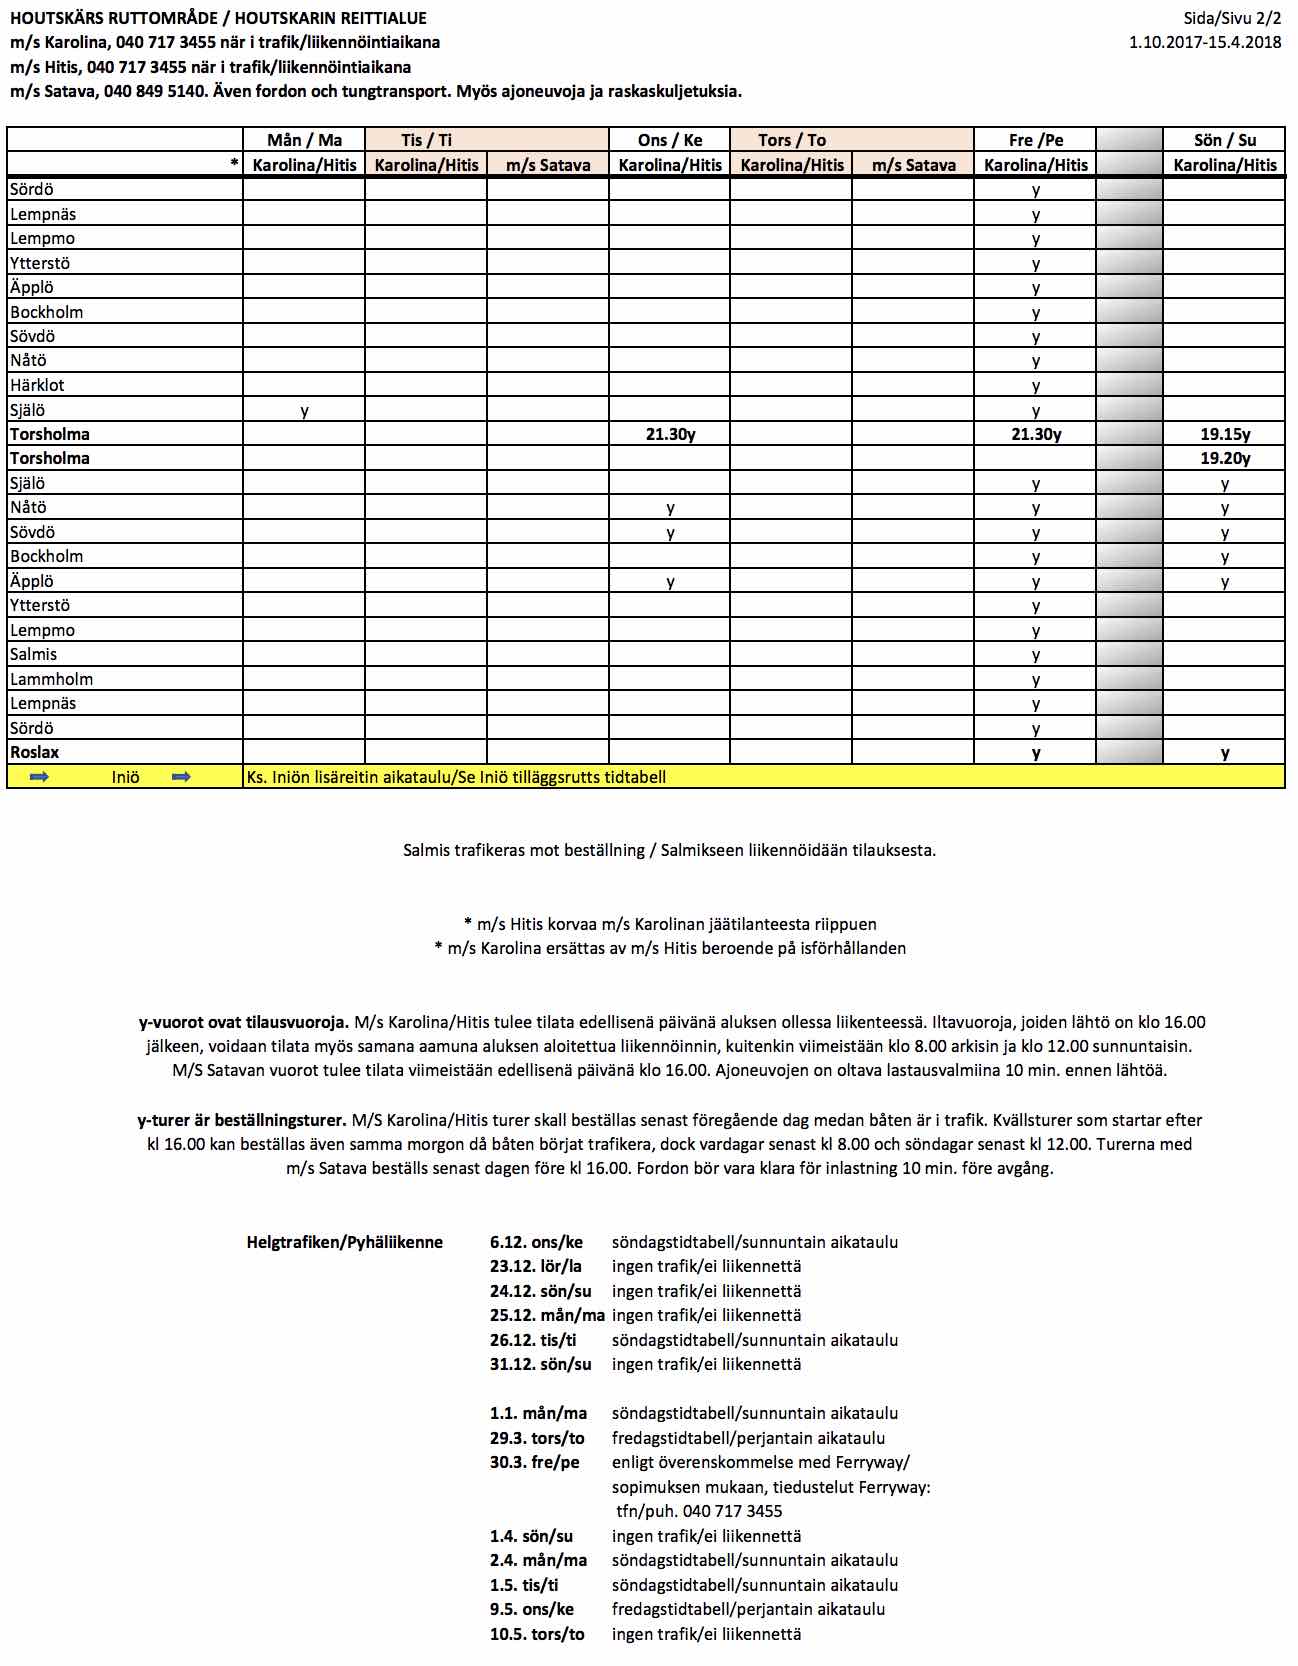 HOUTSKÄRS RUTTOMRÅDE / HOUTSKARIN REITTIALUE Sida/Sivu 2/2
m/s Karolina, 040 717 3455 när i trafik/liikennöintiaikana 1.10.2017-15.4.2018
m/s Hitis, 040 717 3455 när i trafik/liikennöintiaikana
m/s Satava, 040 849 5140. Även fordon och tungtransport. Myös ajoneuvoja ja raskaskuljetuksia.
Mån / Ma Tis / Ti Ons / Ke Tors / To Fre /Pe Sön / Su
* Karolina/Hitis Karolina/Hitis m/s Satava Karolina/Hitis Karolina/Hitis m/s Satava Karolina/Hitis Karolina/Hitis
Sördö y
Lempnäs y
Lempmo y
Ytterstö y
Äpplö y
Bockholm y
Sövdö y
Nåtö y
Härklot y
Själö y y
Torsholma 21.30y 21.30y 19.15y
Torsholma 19.20y
Själö y y
Nåtö y y y
Sövdö y y y
Bockholm y y
Äpplö y y y
Ytterstö y
Lempmo y
Salmis y
Lammholm y
Lempnäs y
Sördö y
Roslax y y
Iniö Ks. Iniön lisäreitin aikataulu/Se Iniö tilläggsrutts tidtabell
Salmis trafikeras mot beställning / Salmikseen liikennöidään tilauksesta.
* m/s Hitis korvaa m/s Karolinan jäätilanteesta riippuen
* m/s Karolina ersättas av m/s Hitis beroende på isförhållanden
y-vuorot ovat tilausvuoroja. M/s Karolina/Hitis tulee tilata edellisenä päivänä aluksen ollessa liikenteessä. Iltavuoroja, joiden lähtö on klo 16.00
jälkeen, voidaan tilata myös samana aamuna aluksen aloitettua liikennöinnin, kuitenkin viimeistään klo 8.00 arkisin ja klo 12.00 sunnuntaisin.
M/S Satavan vuorot tulee tilata viimeistään edellisenä päivänä klo 16.00. Ajoneuvojen on oltava lastausvalmiina 10 min. ennen lähtöä.
y-turer är beställningsturer. M/S Karolina/Hitis turer skall beställas senast föregående dag medan båten är i trafik. Kvällsturer som startar efter
kl 16.00 kan beställas även samma morgon då båten börjat trafikera, dock vardagar senast kl 8.00 och söndagar senast kl 12.00. Turerna med
m/s Satava beställs senast dagen före kl 16.00. Fordon bör vara klara för inlastning 10 min. före avgång.
Helgtrafiken/Pyhäliikenne 6.12. ons/ke söndagstidtabell/sunnuntain aikataulu
23.12. lör/la ingen trafik/ei liikennettä
24.12. sön/su ingen trafik/ei liikennettä
25.12. mån/ma ingen trafik/ei liikennettä
26.12. tis/ti söndagstidtabell/sunnuntain aikataulu
31.12. sön/su ingen trafik/ei liikennettä
1.1. mån/ma söndagstidtabell/sunnuntain aikataulu
29.3. tors/to fredagstidtabell/perjantain aikataulu
30.3. fre/pe enligt överenskommelse med Ferryway/
sopimuksen mukaan, tiedustelut Ferryway:
tfn/puh. 040 717 3455
1.4. sön/su ingen trafik/ei liikennettä
2.4. mån/ma söndagstidtabell/sunnuntain aikataulu
1.5. tis/ti söndagstidtabell/sunnuntain aikataulu
9.5. ons/ke fredagstidtabell/perjantain aikataulu
10.5. tors/to ingen trafik/ei liikennettä